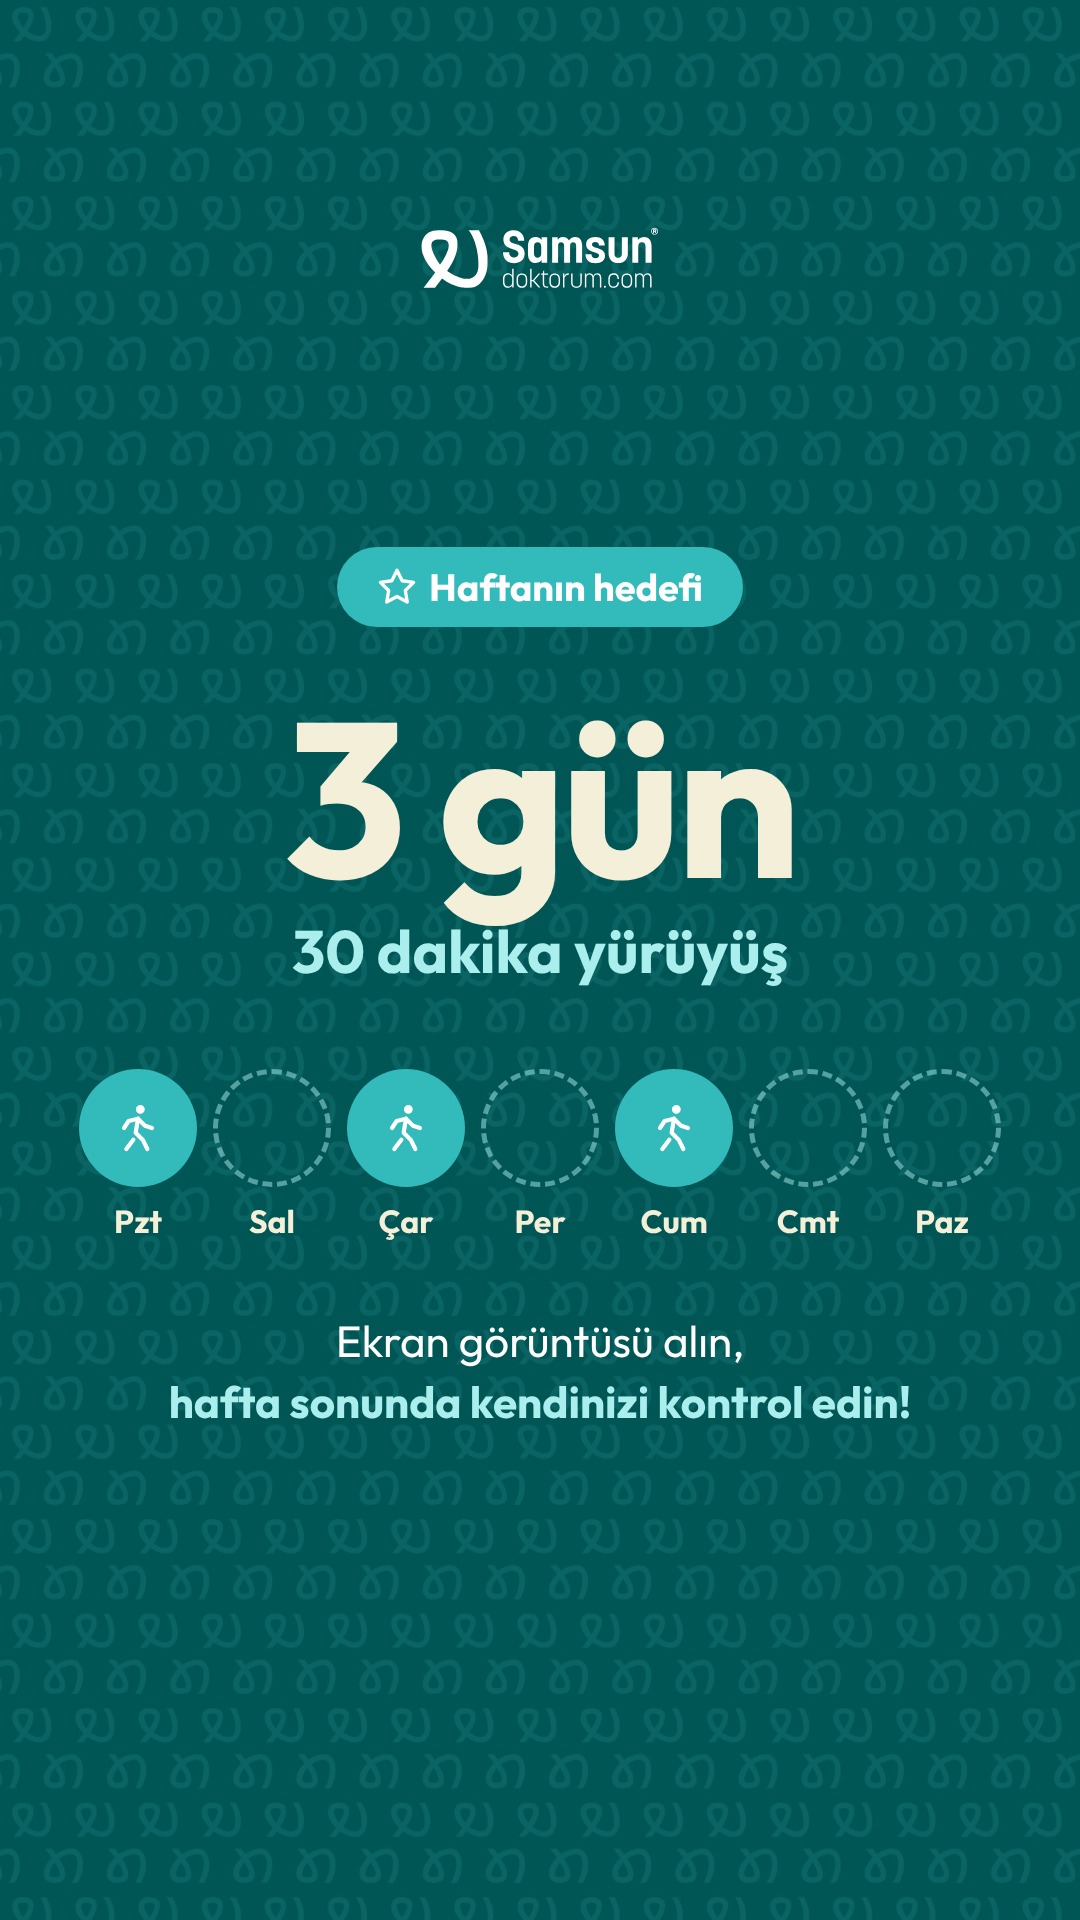 Samsun®
doktorum.com
Haftanın hedefi
3 gün
30 dakika yürüyüş
Pzt Sal Çar Per Cum Cmt Paz
Ekran görüntüsü alın,
hafta sonunda kendinizi kontrol edin!